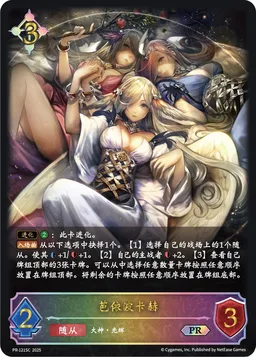 3
进化 2 ：此卡进化。
入场曲 从以下选项中抉择1个。【1】选择自己的战场上的1个随
从。使其 +1/ +1。【2】自己的主战者 +2。【3】查看自己
牌组顶部的3张卡牌。可以从中选择任意数量卡牌按照任意顺序
放置在牌组顶部。将剩余的卡牌按照任意顺序放置在牌组底部。
芭依勒卡赫
2
随从
大神·光辉
PR
3
PR-121SC 2025
© Cygames, Inc. Published by NetEase Games